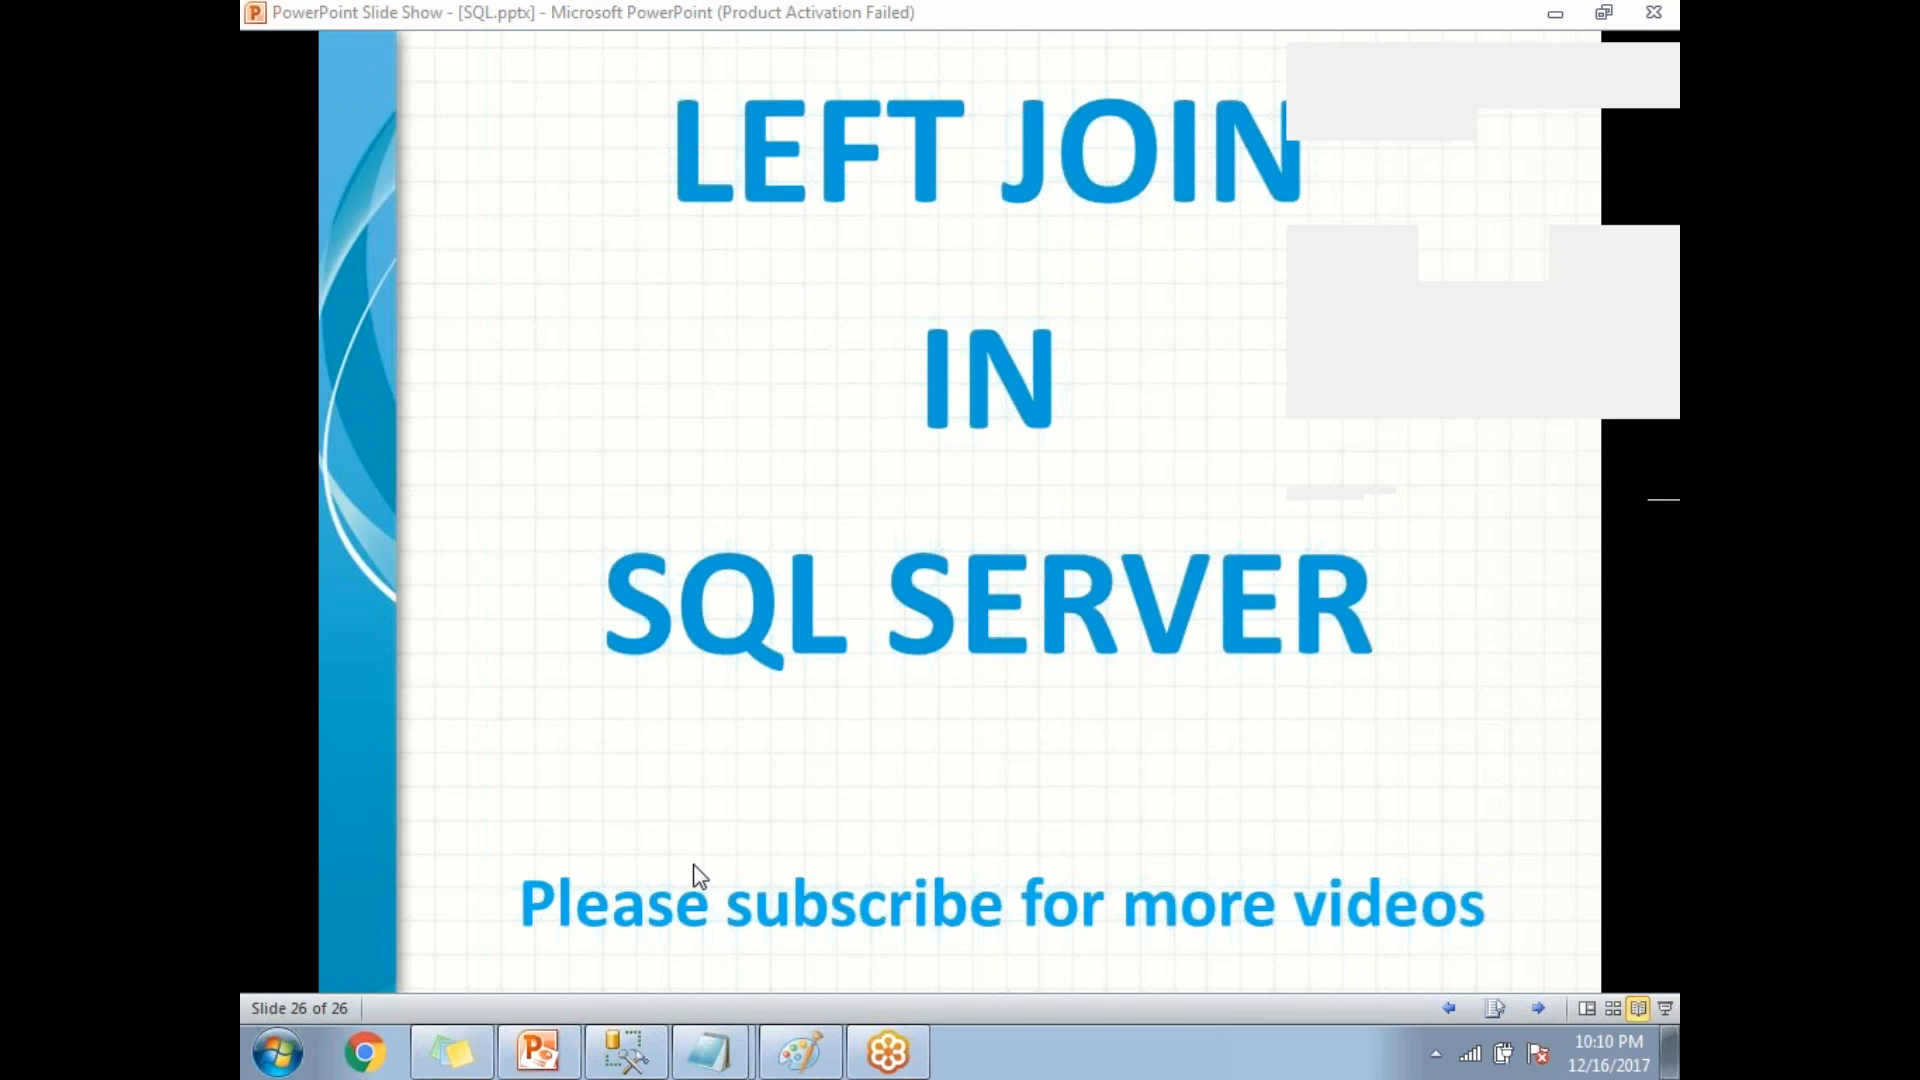 PowerPoint Slide Show - [SQL.pptx] - Microsoft PowerPoint (Product Activation Failed)
LEFT JOIN
IN
SQL SERVER
Please subscribe for more videos
Slide 26 of 26
10:10 PM
12/16/2017